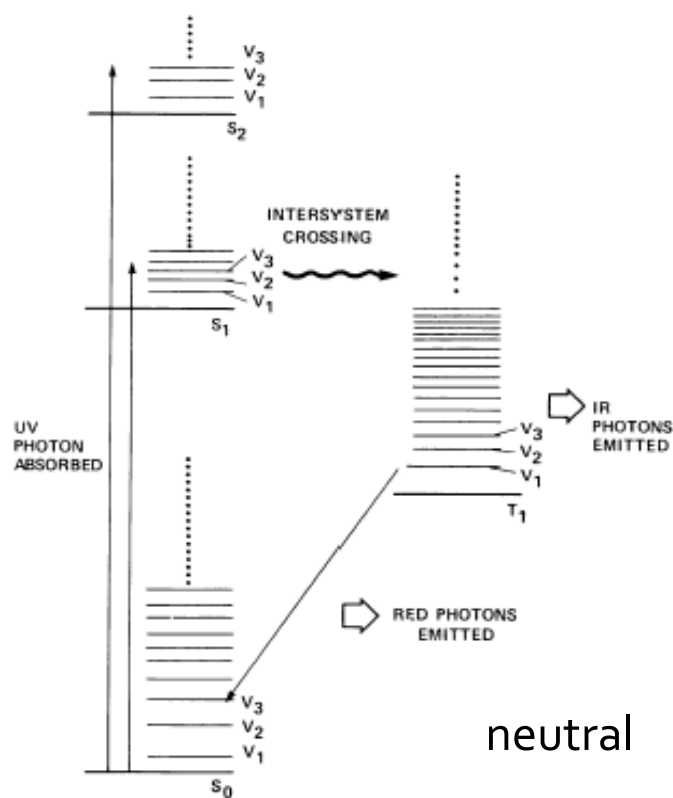 V3
V2
V1
S2
INTERSYSTEM
CROSSING
V3
V2
V1
S1
UV
PHOTON
ABSORBED
IR
PHOTONS
EMITTED
V3
V2
V1
T1
RED PHOTONS
EMITTED
V3
V2
V1
S0
neutral